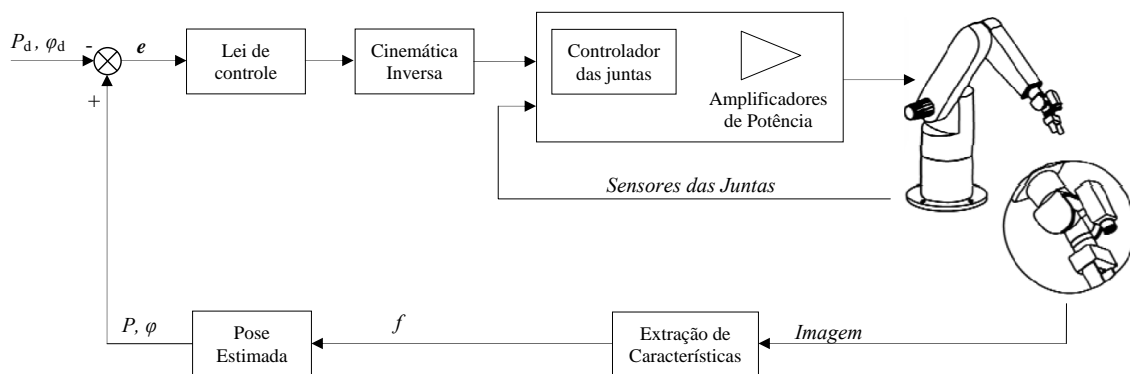 P_d , φ_d
-
+
e
Lei de
controle
Cinemática
Inversa
Controlador
das juntas
Amplificadores
de Potência
Sensores das Juntas
P, φ
Pose
Estimada
f
Extração de
Características
Imagem